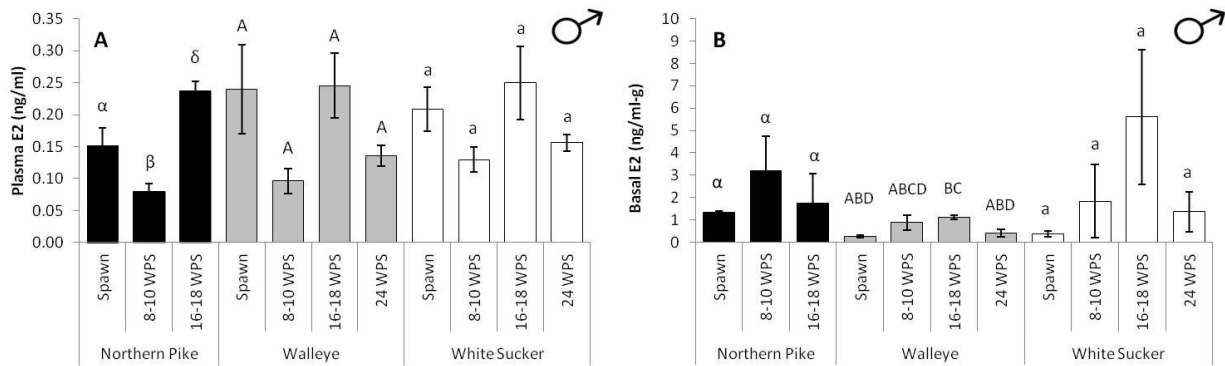 A
Plasma E2 (ng/ml)
0.35
0.30
0.25
0.20
0.15
0.10
0.05
0.00
α
β
δ
A
A
A
A
a
a
a
a
Spawn
8-10 WPS
16-18 WPS
Spawn
8-10 WPS
16-18 WPS
24 WPS
Spawn
8-10 WPS
16-18 WPS
24 WPS
Northern Pike
Walleye
White Sucker
B
Basal E2 (ng/ml-g)
10
9
8
7
6
5
4
3
2
1
0
α
α
α
ABD
ABCD
BC
ABD
a
a
a
a
Spawn
8-10 WPS
16-18 WPS
Spawn
8-10 WPS
16-18 WPS
24 WPS
Spawn
8-10 WPS
16-18 WPS
24 WPS
Northern Pike
Walleye
White Sucker